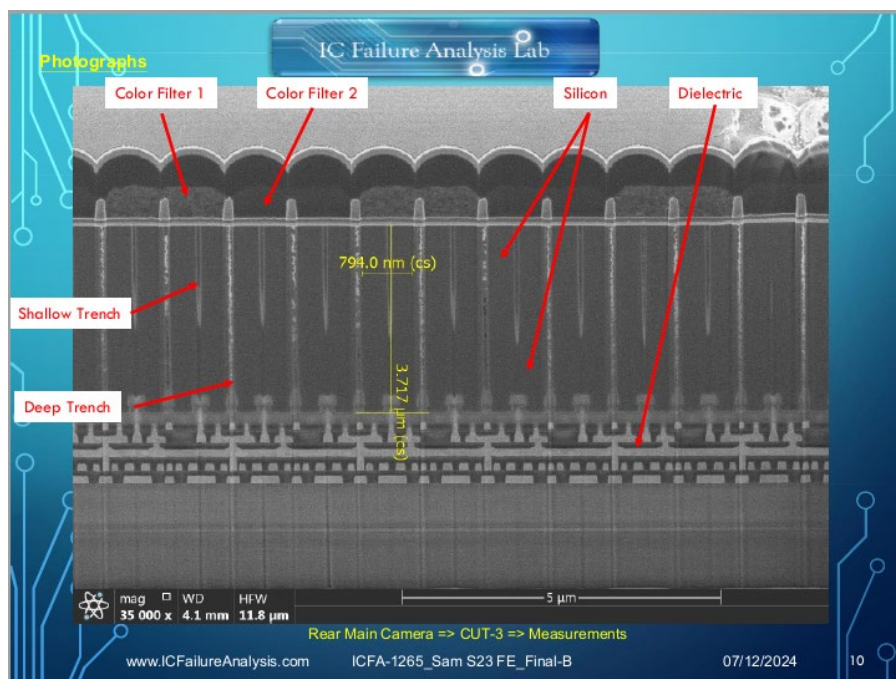 IC Failure Analysis Lab
Photographs
Color Filter 1
Color Filter 2
Silicon
Dielectric
794.0 nm (cs)
Shallow Trench
3.717 µm (cs)
Deep Trench
mag WD HFW
35 000 x 4.1 mm 11.8 µm
5 µm
Rear Main Camera => CUT-3 => Measurements
www.ICFailureAnalysis.com ICFA-1265_Sam S23 FE_Final-B 07/12/2024 10